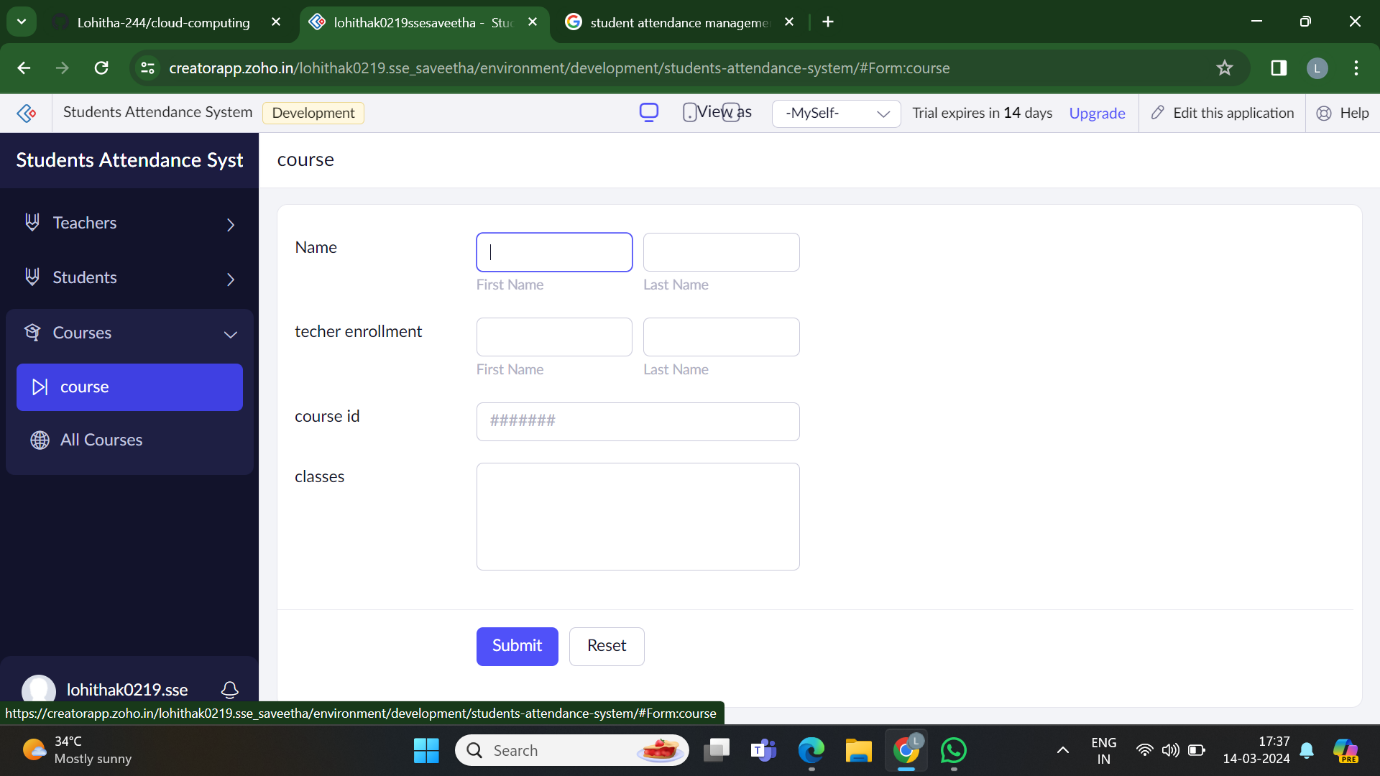 Lohitha-244/cloud-computing
lohithak0219ssesaveetha - Stu
student attendance manageme
creatorapp.zoho.in/lohithak0219.sse_saveetha/environment/development/students-attendance-system/#Form:course
L
Students Attendance System
Development
View as
-MySelf-
Trial expires in 14 days
Upgrade
Edit this application
Help
Students Attendance Syst
course
Teachers
Students
Courses
course
All Courses
Name
First Name
Last Name
techer enrollment
First Name
Last Name
course id
#######
classes
Submit
Reset
lohithak0219.sse
https://creatorapp.zoho.in/lohithak0219.sse_saveetha/environment/development/students-attendance-system/#Form:course
34°C
Mostly sunny
Search
T
L
ENG
IN
17:37
14-03-2024
PRE